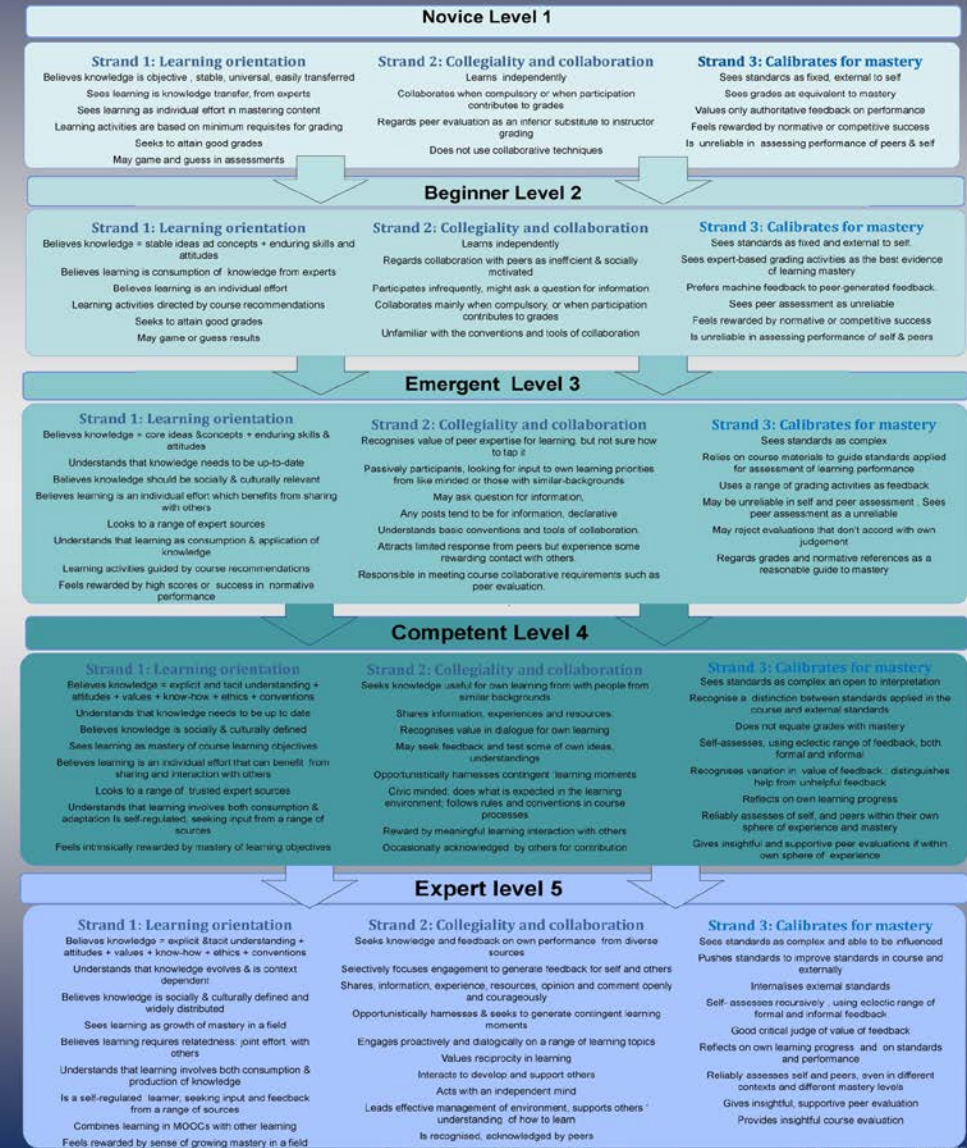 Novice Level 1
Strand 1: Learning orientation
Believes knowledge is objective , stable, universal, easily transferred
Sees learning is knowledge transfer, from experts
Sees learning as individual effort in mastering content
Learning activities are based on minimum requisites for grading
Seeks to attain good grades
May game and guess in assessments
Strand 2: Collegiality and collaboration
Learns independently
Collaborates when compulsory or when participation
contributes to grades
Regards peer evaluation as an inferior substitute to instructor
grading
Does not use collaborative techniques
Strand 3: Calibrates for mastery
Sees standards as fixed, external to self
Sees grades as equivalent to mastery
Values only authoritative feedback on performance
Feels rewarded by normative or competitive success
Is unreliable in assessing performance of peers & self
Beginner Level 2
Strand 1: Learning orientation
Believes knowledge = stable ideas ad concepts + enduring skills and
attitudes
Believes learning is consumption of knowledge from experts
Believes learning is an individual effort
Learning activities directed by course recommendations
Seeks to attain good grades
May game or guess results
Strand 2: Collegiality and collaboration
Learns independently
Regards collaboration with peers as inefficient & socially
motivated
Participates infrequently, might ask a question for information.
Collaborates mainly when compulsory, or when participation
contributes to grades
Unfamiliar with the conventions and tools of collaboration
Strand 3: Calibrates for mastery
Sees standards as fixed and external to self.
Sees expert-based grading activities as the best evidence
of learning mastery
Prefers machine feedback to peer-generated feedback.
Sees peer assessment as unreliable
Feels rewarded by normative or competitive success
Is unreliable in assessing performance of self & peers
Emergent Level 3
Strand 1: Learning orientation
Believes knowledge = core ideas &concepts + enduring skills &
attitudes
Understands that knowledge needs to be up-to-date
Believes knowledge should be socially & culturally relevant
Believes learning is an individual effort which benefits from sharing
with others
Looks to a range of expert sources
Understands that learning as consumption & application of
knowledge
Learning activities guided by course recommendations
Feels rewarded by high scores or success in normative
performance
Strand 2: Collegiality and collaboration
Recognises value of peer expertise for learning, but not sure how
to tap it
Passively participants, looking for input to own learning priorities
from like minded or those with similar-backgrounds
May ask question for information,
Any posts tend to be for information, declarative
Understands basic conventions and tools of collaboration.
Attracts limited response from peers but experience some
rewarding contact with others.
Responsible in meeting course collaborative requirements such as
peer evaluation.
Strand 3: Calibrates for mastery
Sees standards as complex
Relies on course materials to guide standards applied
for assessment of learning performance
Uses a range of grading activities as feedback
May be unreliable in self and peer assessment . Sees
peer assessment as a unreliable
May reject evaluations that don't accord with own
judgement
Regards grades and normative references as a
reasonable guide to mastery
Competent Level 4
Strand 1: Learning orientation
Believes knowledge = explicit and tacit understanding +
attitudes + values + know-how + ethics + conventions
Understands that knowledge needs to be up to date
Believes knowledge is socially & culturally defined
Sees learning as mastery of course learning objectives
Believes learning is an individual effort that can benefit from
sharing and interaction with others
Looks to a range of trusted expert sources
Understands that learning involves both consumption &
adaptation Is self-regulated, seeking input from a range of
sources
Feels intrinsically rewarded by mastery of learning objectives
Strand 2: Collegiality and collaboration
Seeks knowledge useful for own learning from with people from
similar backgrounds
Shares information, experiences and resources
Recognises value in dialogue for own learning
May seek feedback and test some of own ideas,
understandings
Opportunistically harnesses contingent learning moments
Civic minded: does what is expected in the learning
environment; follows rules and conventions in course
processes
Reward by meaningful learning interaction with others
Occasionally acknowledged by others for contribution
Strand 3: Calibrates for mastery
Sees standards as complex an open to interpretation
Recognise a distinction between standards applied in the
course and external standards
Does not equate grades with mastery
Self-assesses, using eclectic range of feedback, both
formal and informal
Recognises variation in value of feedback ; distinguishes
help from unhelpful feedback
Reflects on own learning progress
Reliably assesses of self, and peers within their own
sphere of experience and mastery
Gives insightful and supportive peer evaluations if within
own sphere of experience
Expert level 5
Strand 1: Learning orientation
Believes knowledge = explicit &tacit understanding +
attitudes + values + know-how + ethics + conventions
Understands that knowledge evolves & is context
dependent
Believes knowledge is socially & culturally defined and
widely distributed
Sees learning as growth of mastery in a field
Believes learning requires relatedness: joint effort, with
others
Understands that learning involves both consumption &
production of knowledge
Is a self-regulated learner, seeking input and feedback
from a range of sources
Combines learning in MOOCs with other learning
Feels rewarded by sense of growing mastery in a field
Strand 2: Collegiality and collaboration
Seeks knowledge and feedback on own performance from diverse
sources
Selectively focuses engagement to generate feedback for self and others
Shares, information, experience, resources, opinion and comment openly
and courageously
Opportunistically harnesses & seeks to generate contingent learning
moments
Engages proactively and dialogically on a range of learning topics
Values reciprocity in learning
Interacts to develop and support others
Acts with an independent mind
Leads effective management of environment, supports others '
understanding of how to learn
Is recognised, acknowledged by peers
Strand 3: Calibrates for mastery
Sees standards as complex and able to be influenced
Pushes standards to improve standards in course and
externally
Internalises external standards
Self- assesses recursively , using eclectic range of
formal and informal feedback.
Good critical judge of value of feedback
Reflects on own learning progress and on standards
and performance
Reliably assesses self and peers, even in different
contexts and different mastery levels
Gives insightful, supportive peer evaluation
Provides insightful course evaluation